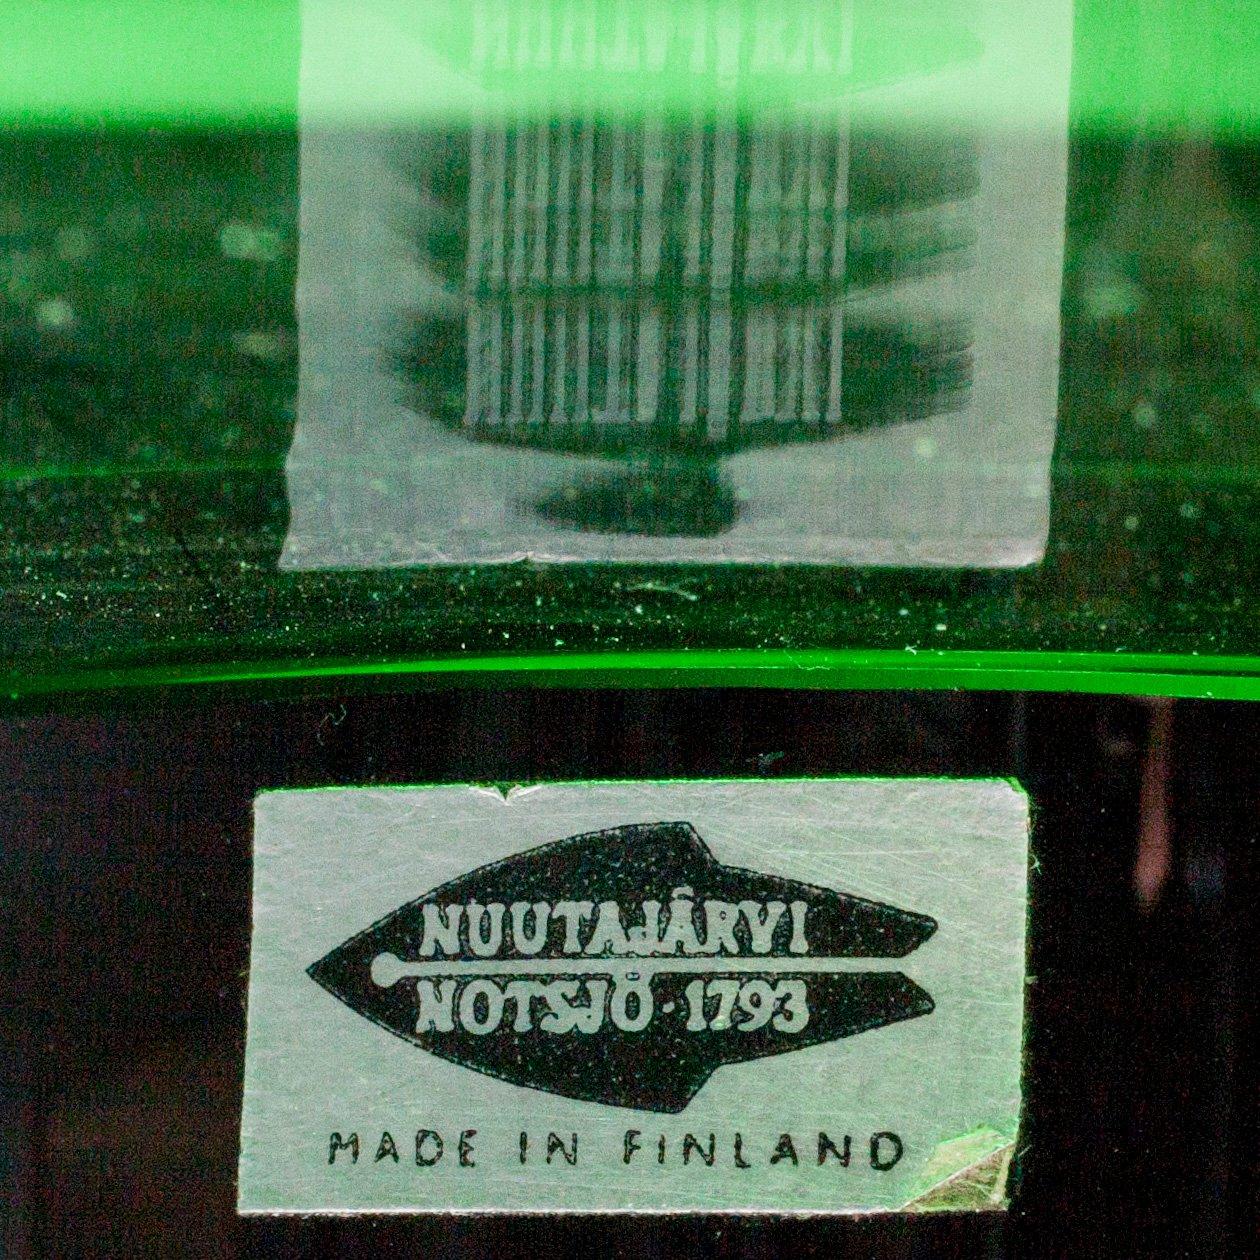 NUUTAJÄRVI
NOTSJÖ · 1793
MADE IN FINLAND